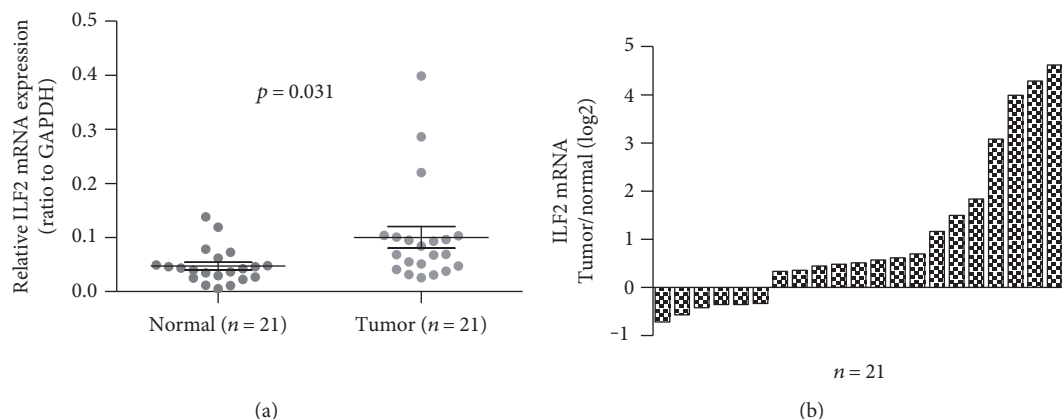 Relative ILF2 mRNA expression
(ratio to GAPDH)
0.5
0.4
0.3
0.2
0.1
0.0
p = 0.031
Normal (n = 21)
Tumor (n = 21)
(a)
ILF2 mRNA
Tumor/normal (log2)
5
4
3
2
1
0
−1
n = 21
(b)